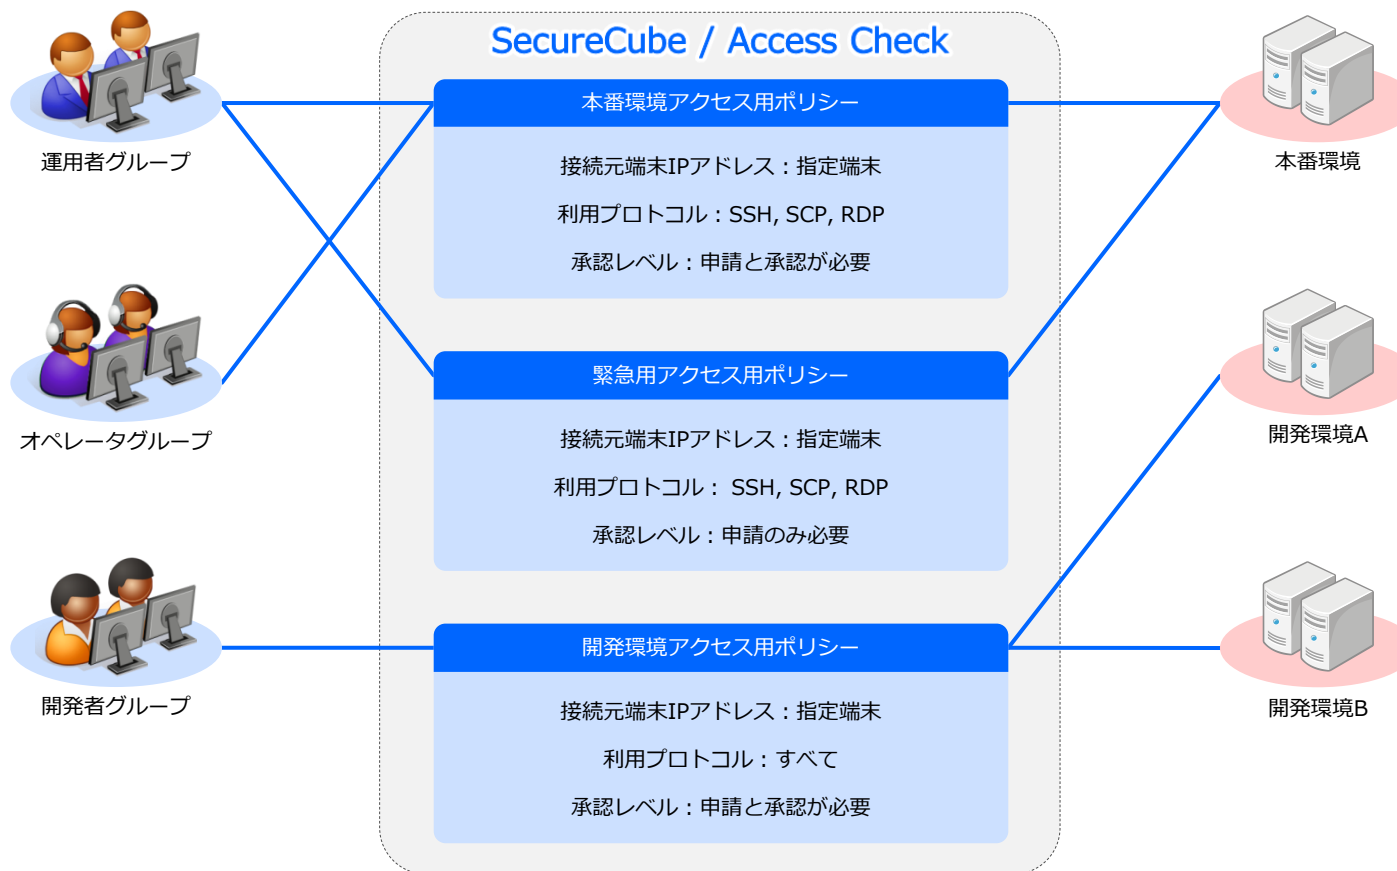 SecureCube / Access Check
運用者グループ
オペレータグループ
開発者グループ
本番環境アクセス用ポリシー
接続元端末IPアドレス：指定端末
利用プロトコル：SSH, SCP, RDP
承認レベル：申請と承認が必要
緊急用アクセス用ポリシー
接続元端末IPアドレス：指定端末
利用プロトコル： SSH, SCP, RDP
承認レベル：申請のみ必要
開発環境アクセス用ポリシー
接続元端末IPアドレス：指定端末
利用プロトコル：すべて
承認レベル：申請と承認が必要
本番環境
開発環境A
開発環境B